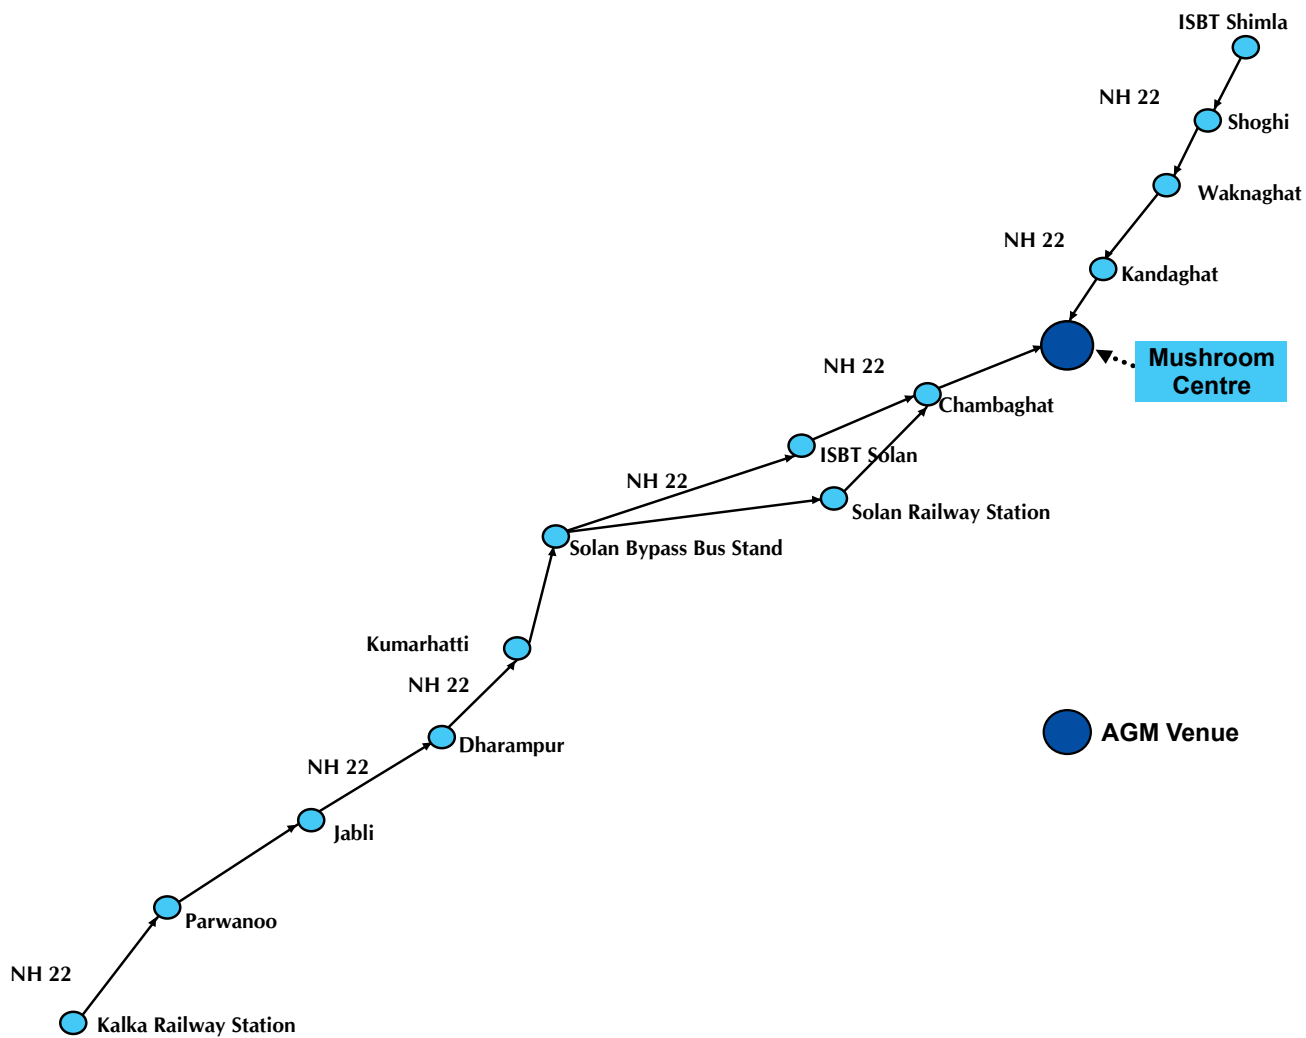 ISBT Shimla
NH 22
Shoghi
Waknaghat
NH 22
Kandaghat
Mushroom
Centre
NH 22
Chambaghat
ISBT Solan
NH 22
Solan Railway Station
Solan Bypass Bus Stand
Kumarhatti
NH 22
AGM Venue
Dharampur
NH 22
Jabli
Parwanoo
NH 22
Kalka Railway Station